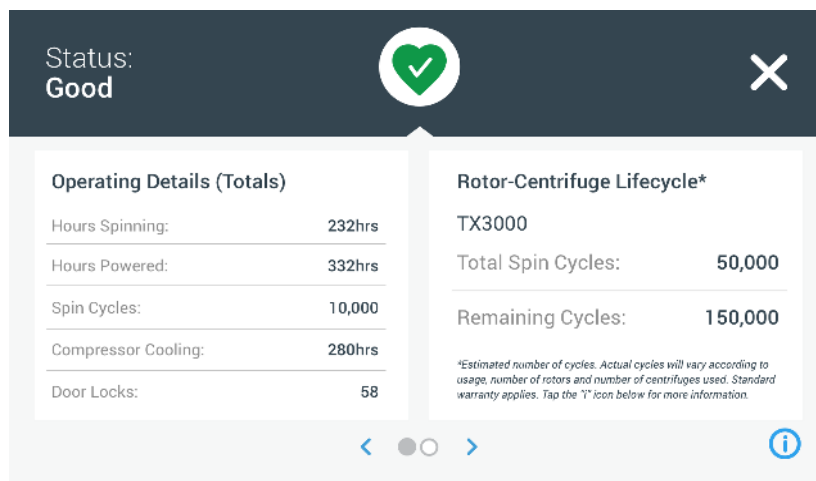 Status:
Good
Operating Details (Totals)
Hours Spinning: 232hrs
Hours Powered: 332hrs
Spin Cycles: 10,000
Compressor Cooling: 280hrs
Door Locks: 58
Rotor-Centrifuge Lifecycle*
TX3000
Total Spin Cycles: 50,000
Remaining Cycles: 150,000
*Estimated number of cycles. Actual cycles will vary according to
usage, number of rotors and number of centrifuges used. Standard
warranty applies. Tap the "i" icon below for more information.